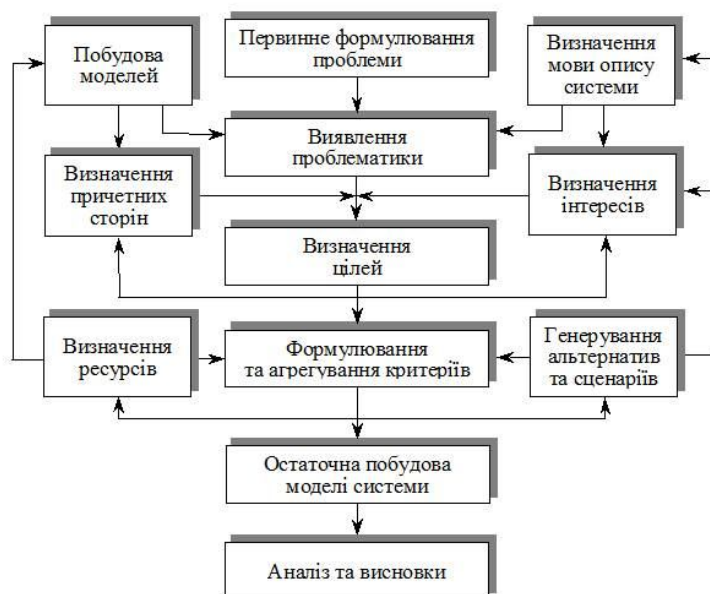 Побудова
моделей
Первинне формулювання
проблеми
Визначення
мови опису
системи
Виявлення
проблематики
Визначення
причетних
сторін
Визначення
інтересів
Визначення
цілей
Визначення
ресурсів
Формулювання
та агрегування критеріїв
Генерування
альтернатив
та сценаріїв
Остаточна побудова
моделі системи
Аналіз та висновки